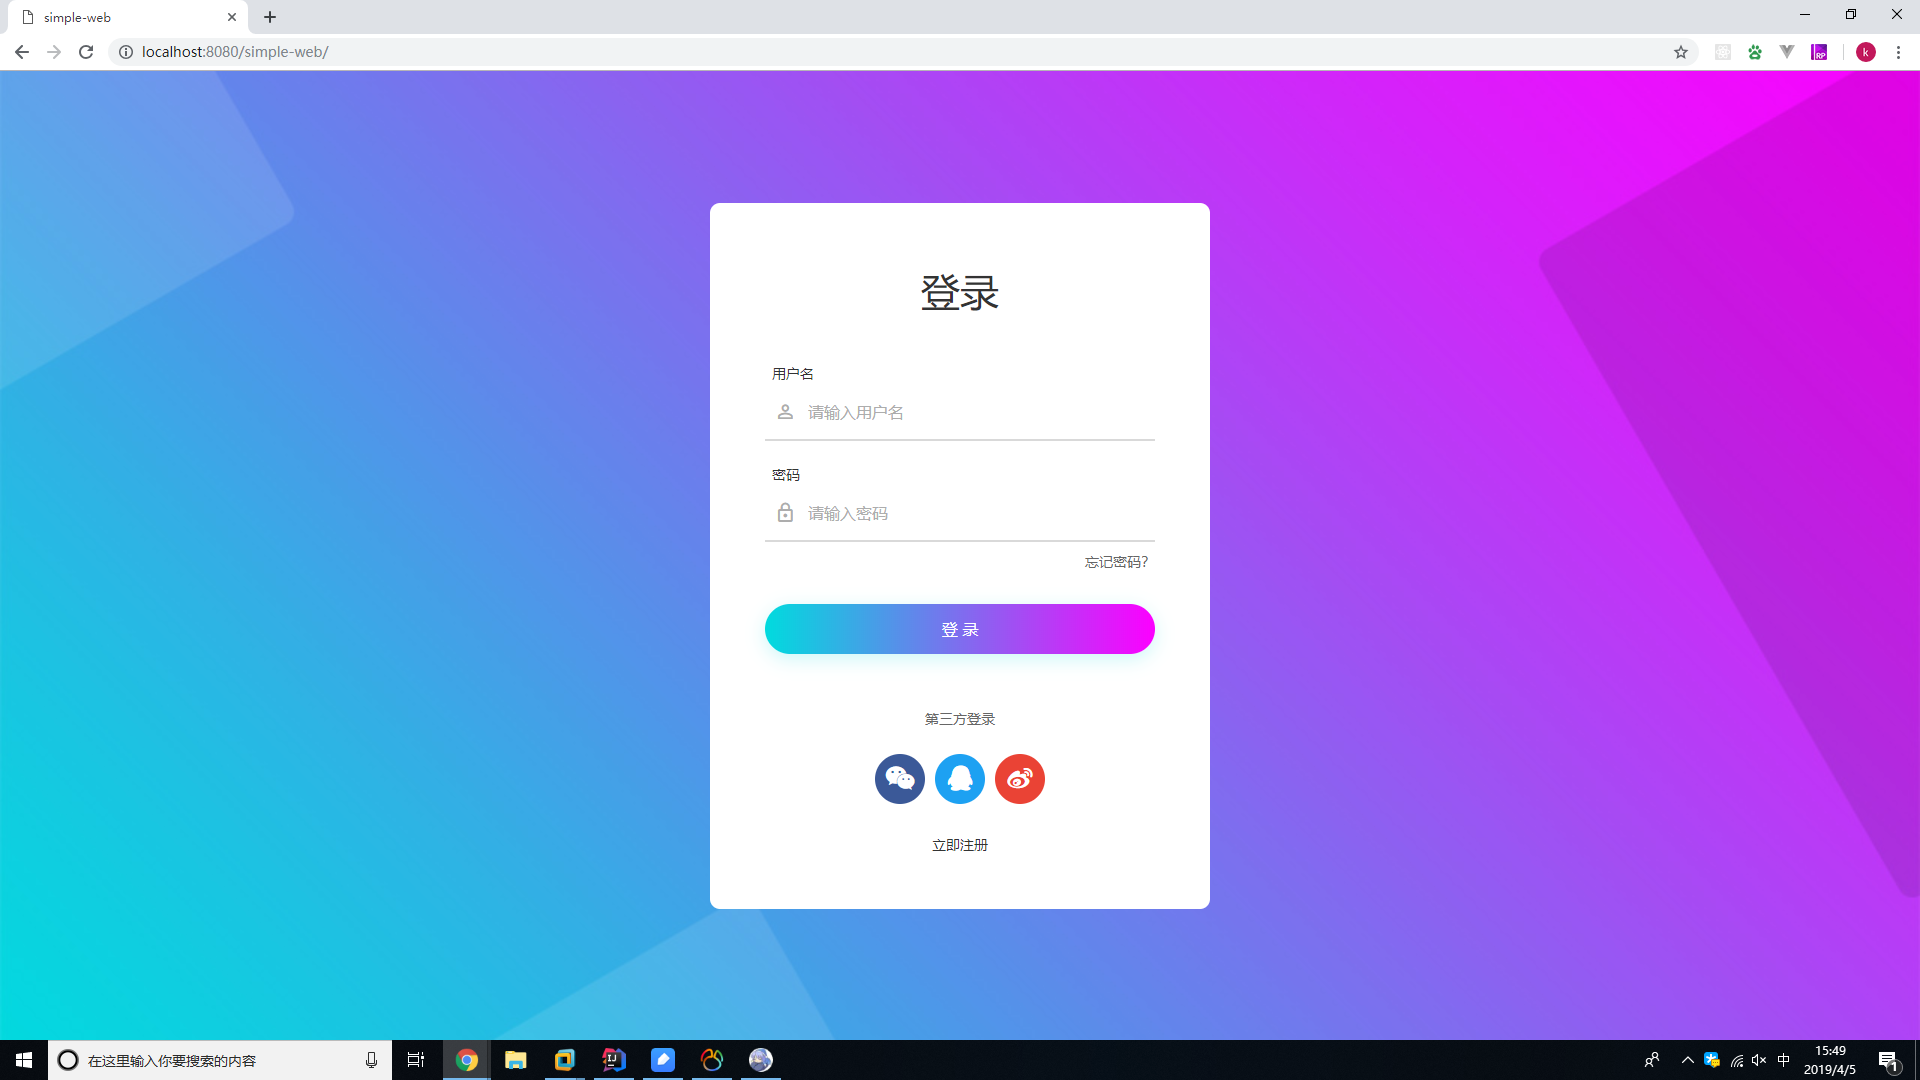 simple-web
localhost:8080/simple-web/
RP
k
登录
用户名
请输入用户名
密码
请输入密码
忘记密码?
登 录
第三方登录
立即注册
在这里输入你要搜索的内容
IJ
中
15:49
2019/4/5
1